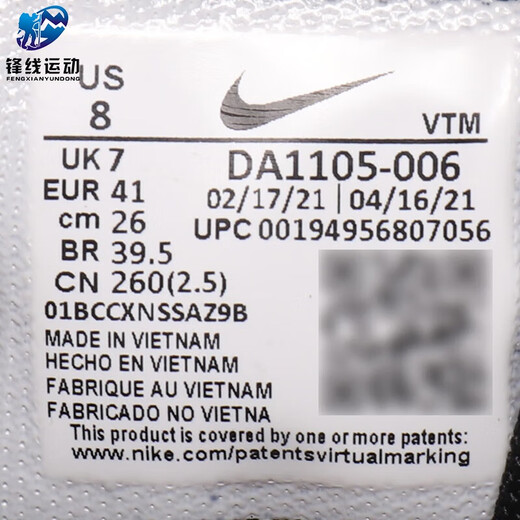 锋线运动
FENGXIANYUNDONG
US
8
VTM
UK 7
DA1105-006
EUR 41
02/17/21 | 04/16/21
cm 26
UPC 00194956807056
BR 39.5
CN 260(2.5)
01BCCXNSSAZ9B
MADE IN VIETNAM
HECHO EN VIETNAM
FABRIQUE AU VIETNAM
FABRICADO NO VIETNA
This product is covered by one or more patents:
www.nike.com/patentsvirtualmarking